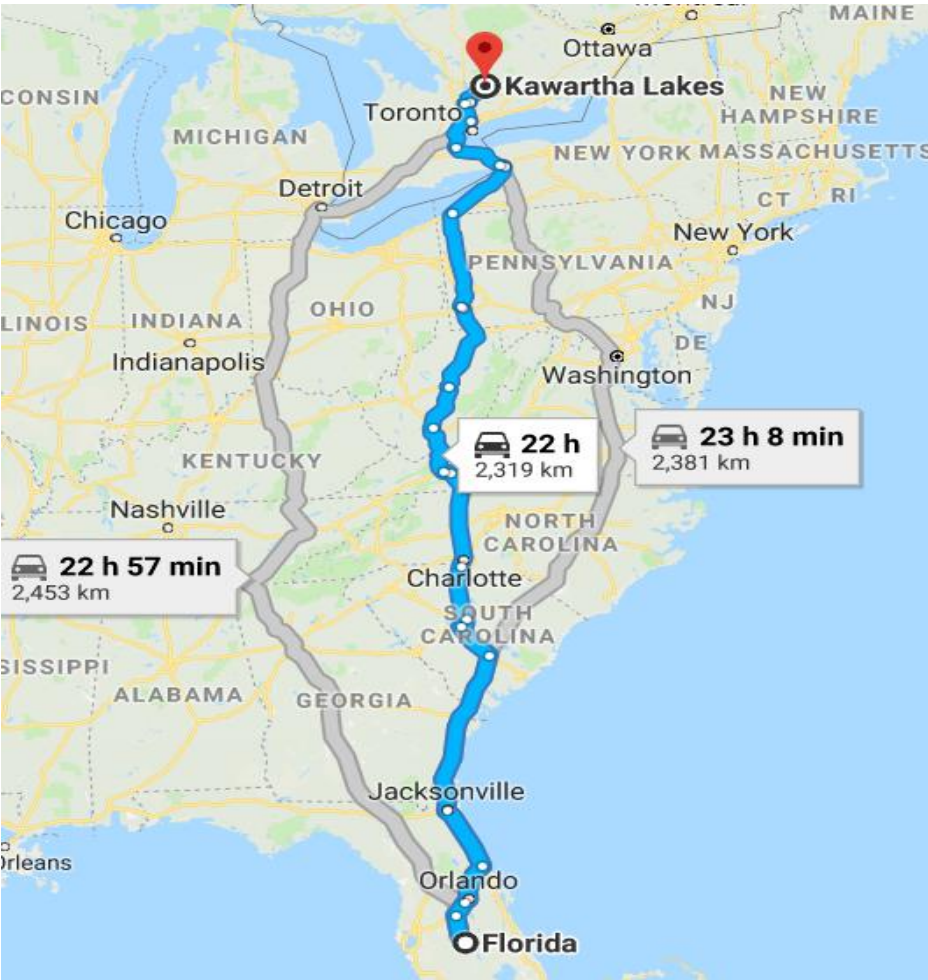 MAINE
Ottawa
Kawartha Lakes
CONSIN
Toronto
NEW
HAMPSHIRE
MICHIGAN
NEW YORK
MASSACHUSETTS
Detroit
CT
RI
Chicago
New York
PENNSYLVANIA
NJ
OHIO
LINOIS
INDIANA
DE
Indianapolis
Washington
22 h
2,319 km
23 h 8 min
2,381 km
KENTUCKY
Nashville
NORTH
CAROLINA
22 h 57 min
2,453 km
Charlotte
SOUTH
CAROLINA
SISSIPPI
ALABAMA
GEORGIA
Jacksonville
Orleans
Orlando
Florida